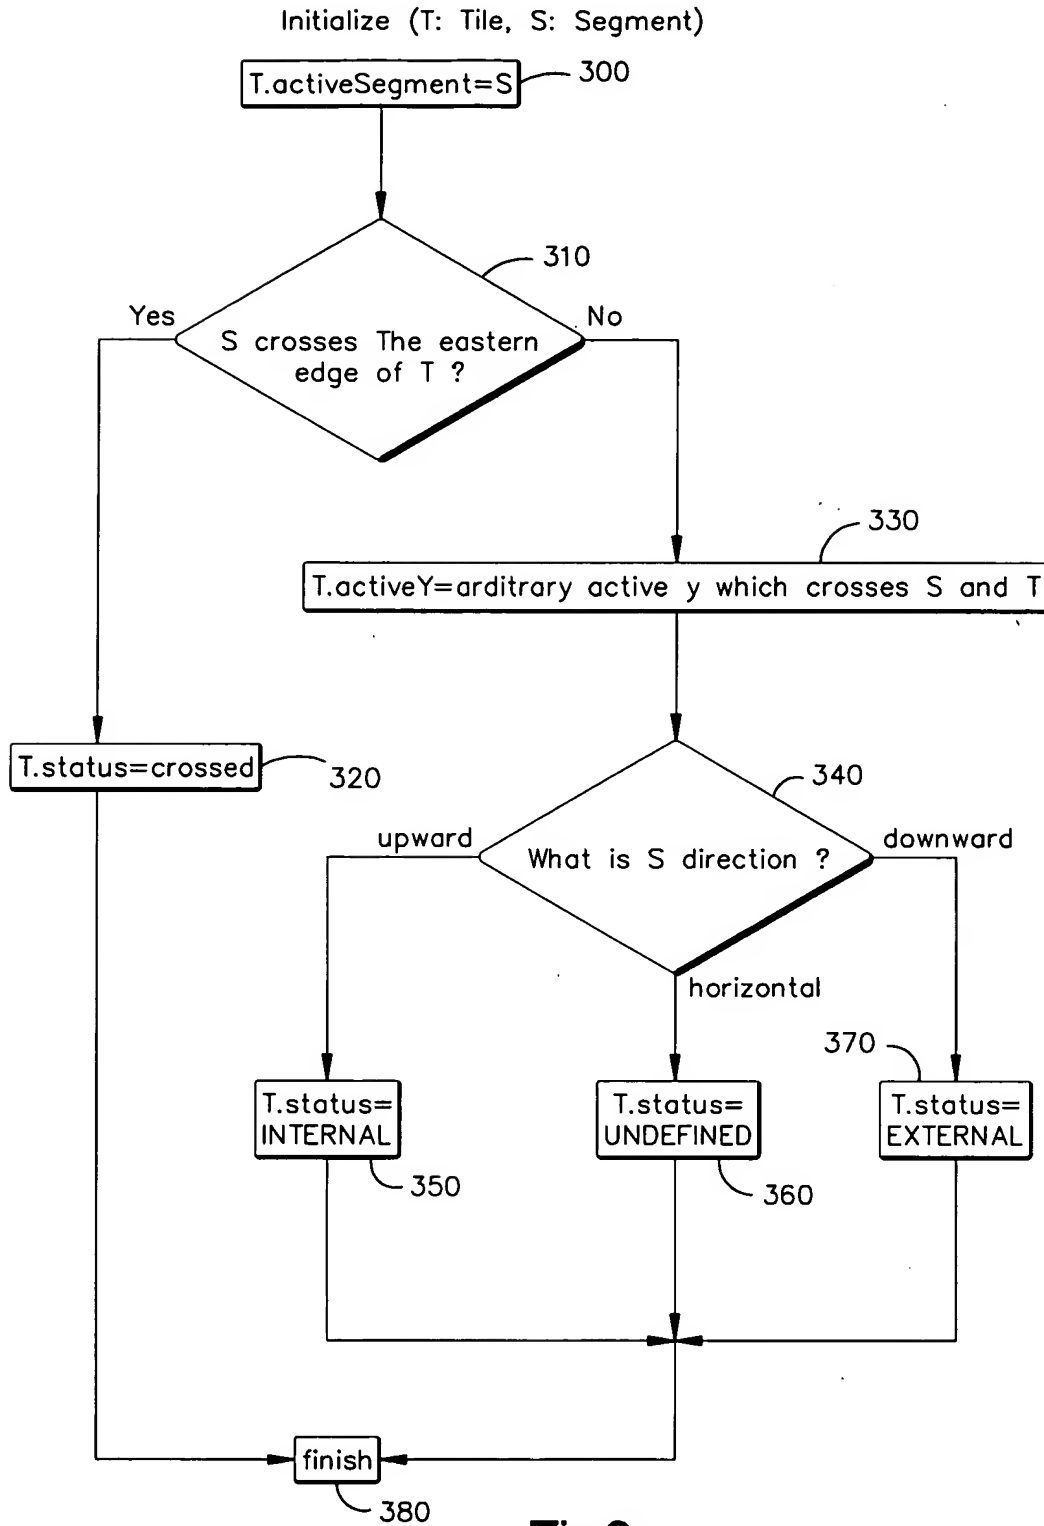 Initialize (T: Tile, S: Segment)
T.activeSegment=S
300
310
Yes
No
S crosses The eastern
edge of T ?
330
T.activeY=arditrary active y which crosses S and T
T.status=crossed
320
340
upward
downward
What is S direction ?
horizontal
370
T.status=
INTERNAL
T.status=
UNDEFINED
T.status=
EXTERNAL
350
360
finish
380